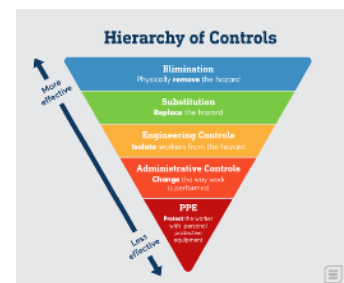 Hierarchy of Controls
More
effective
Elimination
Physically remove the hazard
Substitution
Replace the hazard
Engineering Controls
Isolate workers from the hazard
Administrative Controls
Change the way work
is performed
PPE
Protect the worker
with personal
protective
equipment
Less
effective